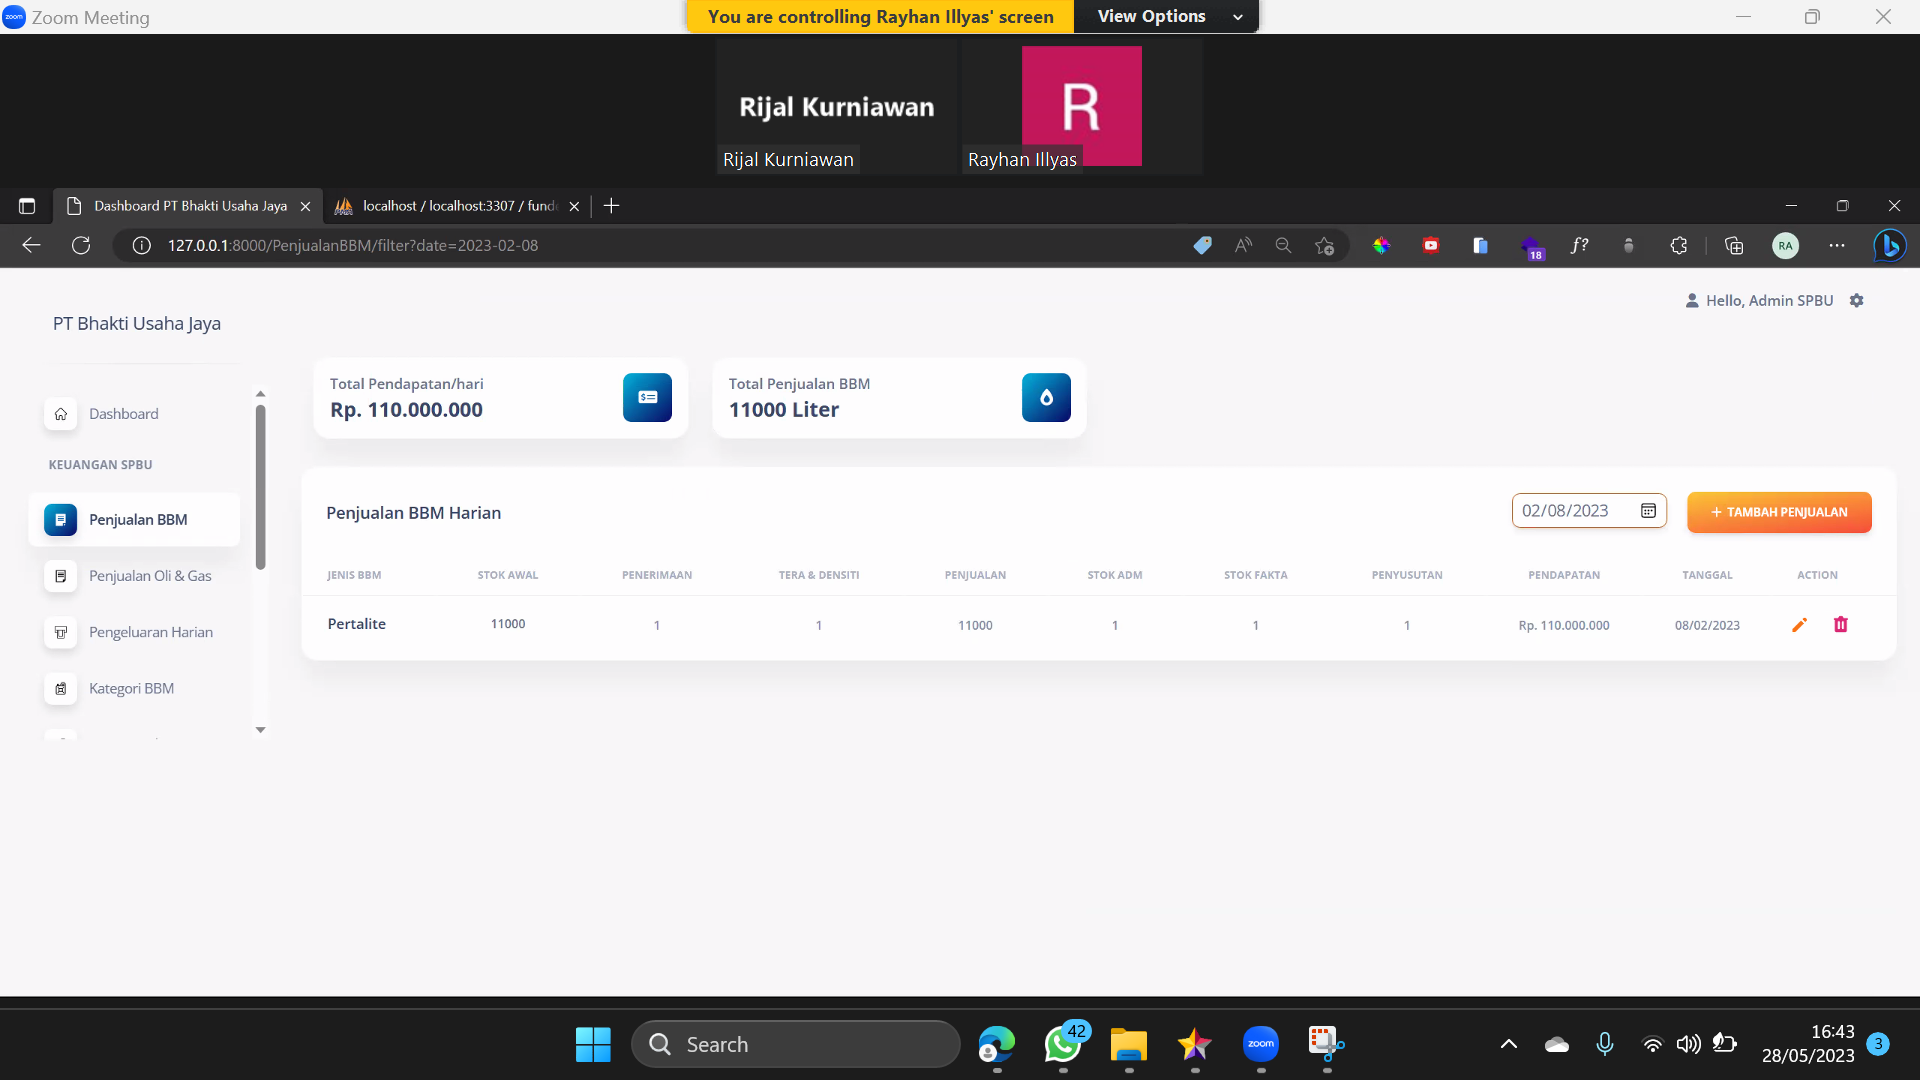 zoom Zoom Meeting
You are controlling Rayhan Illyas' screen
View Options
Rijal Kurniawan
R
Rijal Kurniawan
Rayhan Illyas
Dashboard PT Bhakti Usaha Jaya
localhost / localhost:3307 / fund
127.0.0.1:8000/PenjualanBBM/filter?date=2023-02-08
18
RA
Hello, Admin SPBU
PT Bhakti Usaha Jaya
Dashboard
KEUANGAN SPBU
Penjualan BBM
Penjualan Oli & Gas
Pengeluaran Harian
Kategori BBM
Total Pendapatan/hari
Rp. 110.000.000
Total Penjualan BBM
11000 Liter
Penjualan BBM Harian
02/08/2023
+ TAMBAH PENJUALAN
JENIS BBM STOK AWAL PENERIMAAN TERA & DENSITI PENJUALAN STOK ADM STOK FAKTA PENYUSUTAN PENDAPATAN TANGGAL ACTION
Pertalite 11000 1 1 11000 1 1 1 Rp. 110.000.000 08/02/2023
Search
42
zoom
16:43
28/05/2023
3